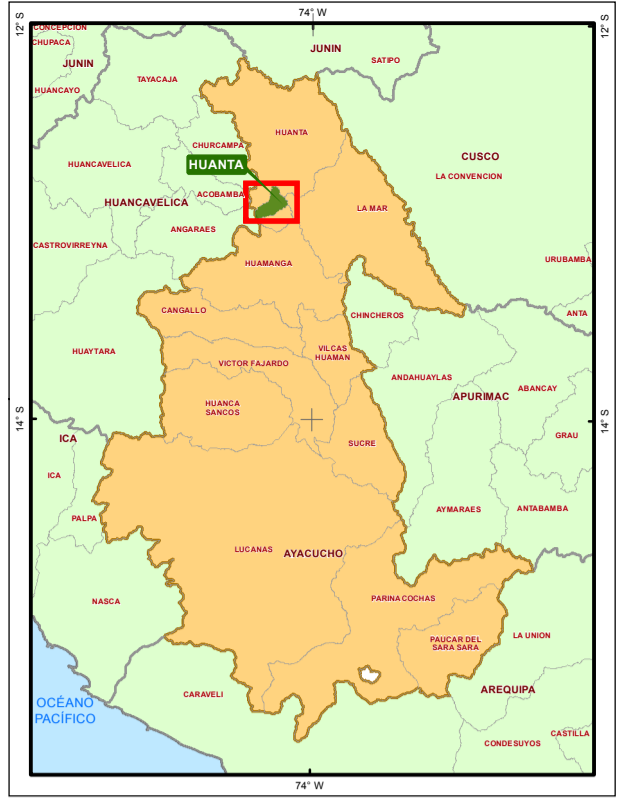 74° W
12° S
12° S
CONCEPCION
CHUPACA
JUNIN
JUNIN
SATIPO
TAYACAJA
HUANCAYO
HUANTA
CHURCAMPA
CUSCO
HUANCAVELICA
HUANTA
LA CONVENCION
ACOBAMBA
HUANCAVELICA
LA MAR
ANGARAES
CASTROVIRREYNA
URUBAMBA
HUAMANGA
CANGALLO
CHINCHEROS
ANTA
HUAYTARA
VILCAS
HUAMAN
VICTOR FAJARDO
ANDAHUAYLAS
ABANCAY
APURIMAC
HUANCA
SANCOS
14° S
14° S
ICA
SUCRE
GRAU
ICA
PALPA
AYMARAES
ANTABAMBA
LUCANAS
AYACUCHO
NASCA
PARINACOCHAS
PAUCAR DEL
SARA SARA
LA UNION
CARAVELI
AREQUIPA
OCÉANO
PACÍFICO
CASTILLA
CONDESUYOS
74° W